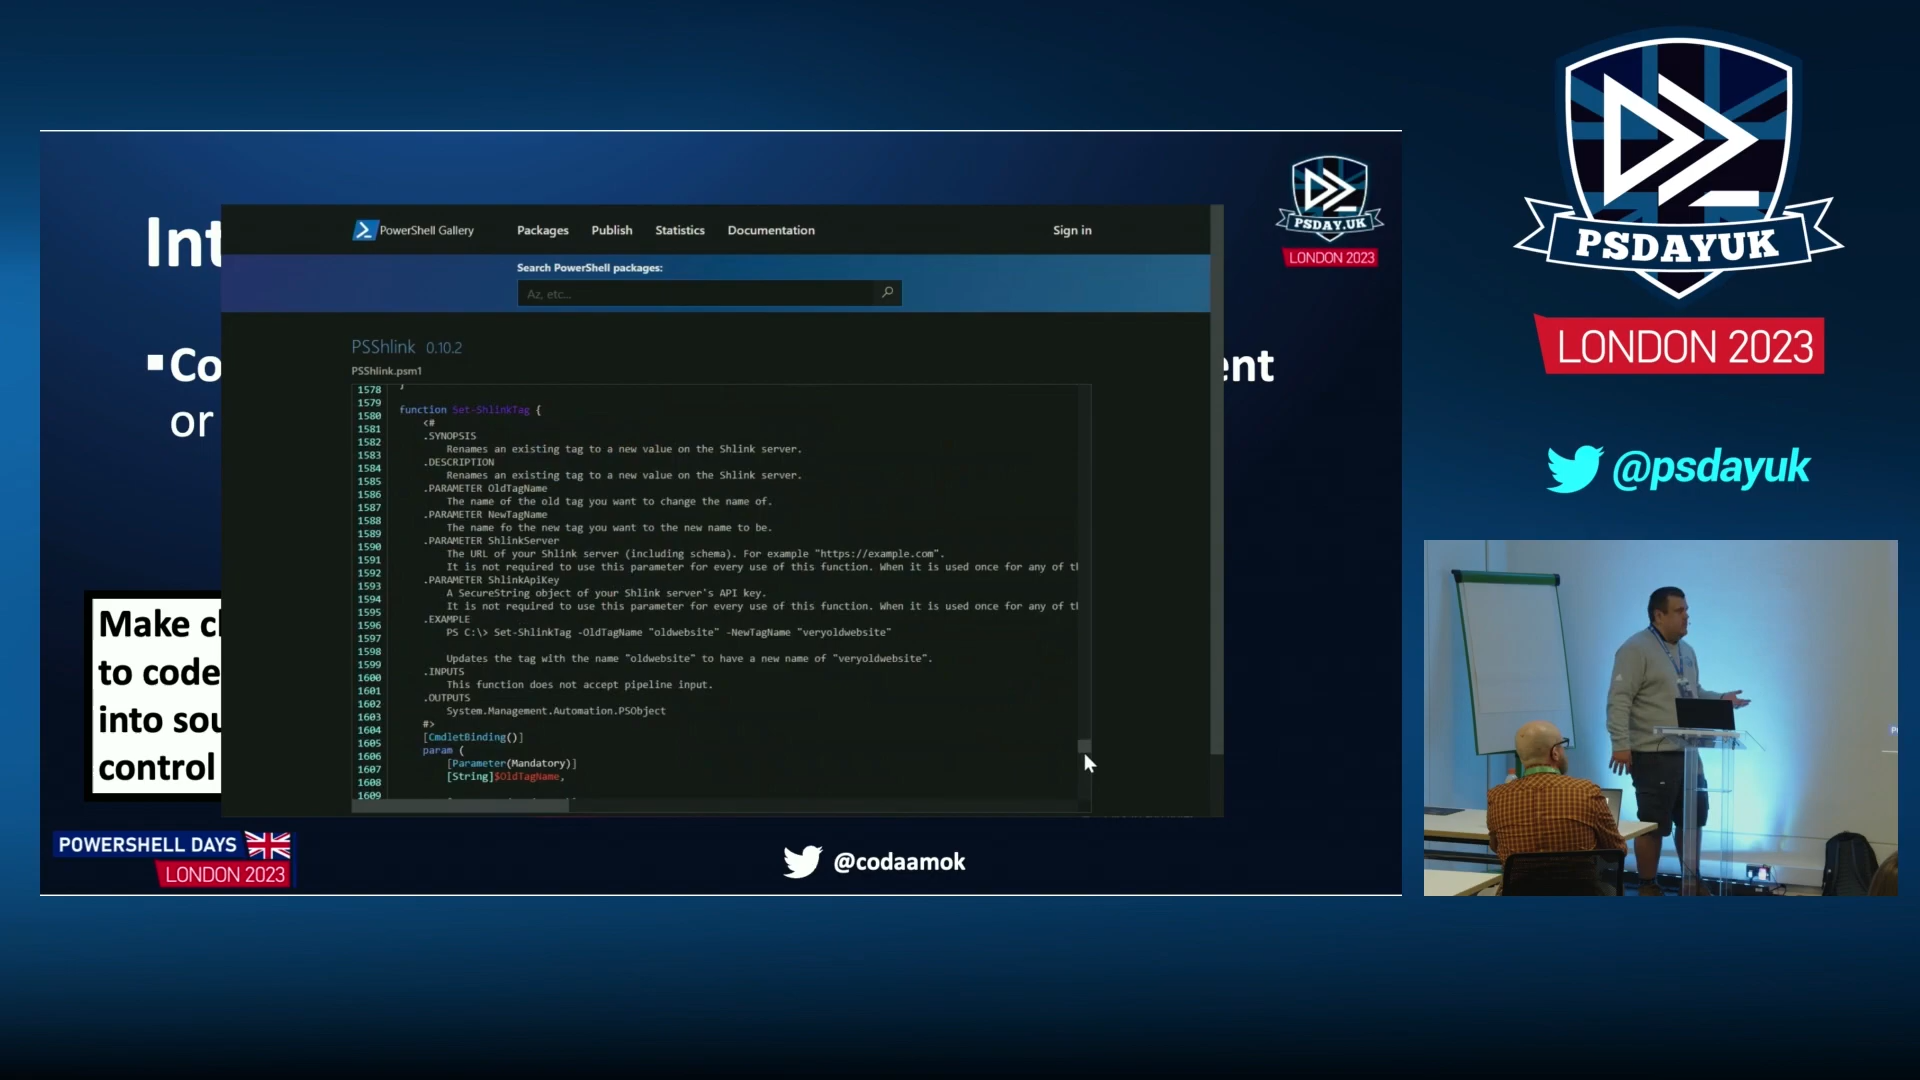 Int
Co
or
ent
Make cl
to code
into sou
control
PowerShell Gallery
Packages
Publish
Statistics
Documentation
Sign in
Search PowerShell packages:
Az, etc...
PSShlink 0.10.2
PSShlink.psm1
1578
1579
1580 function Set-ShlinkTag {
1581 <#
1582 .SYNOPSIS
1583 Renames an existing tag to a new value on the Shlink server.
1584 .DESCRIPTION
1585 Renames an existing tag to a new value on the Shlink server.
1586 .PARAMETER OldTagName
1587 The name of the old tag you want to change the name of.
1588 .PARAMETER NewTagName
1589 The name fo the new tag you want to the new name to be.
1590 .PARAMETER ShlinkServer
1591 The URL of your Shlink server (including schema). For example "https://example.com".
1592 It is not required to use this parameter for every use of this function. When it is used once for any of th
1593 .PARAMETER ShlinkApiKey
1594 A SecureString object of your Shlink server's API key.
1595 It is not required to use this parameter for every use of this function. When it is used once for any of th
1596 .EXAMPLE
1597 PS C:\> Set-ShlinkTag -OldTagName "oldwebsite" -NewTagName "veryoldwebsite"
1598
1599 Updates the tag with the name "oldwebsite" to have a new name of "veryoldwebsite".
1600 .INPUTS
1601 This function does not accept pipeline input.
1602 .OUTPUTS
1603 System.Management.Automation.PSObject
1604 #>
1605 [CmdletBinding()]
1606 param (
1607 [Parameter(Mandatory)]
1608 [String]$OldTagName,
1609
PSDAY.UK
LONDON 2023
POWERSHELL DAYS
LONDON 2023
@codaamok
PSDAYUK
LONDON 2023
@psdayuk